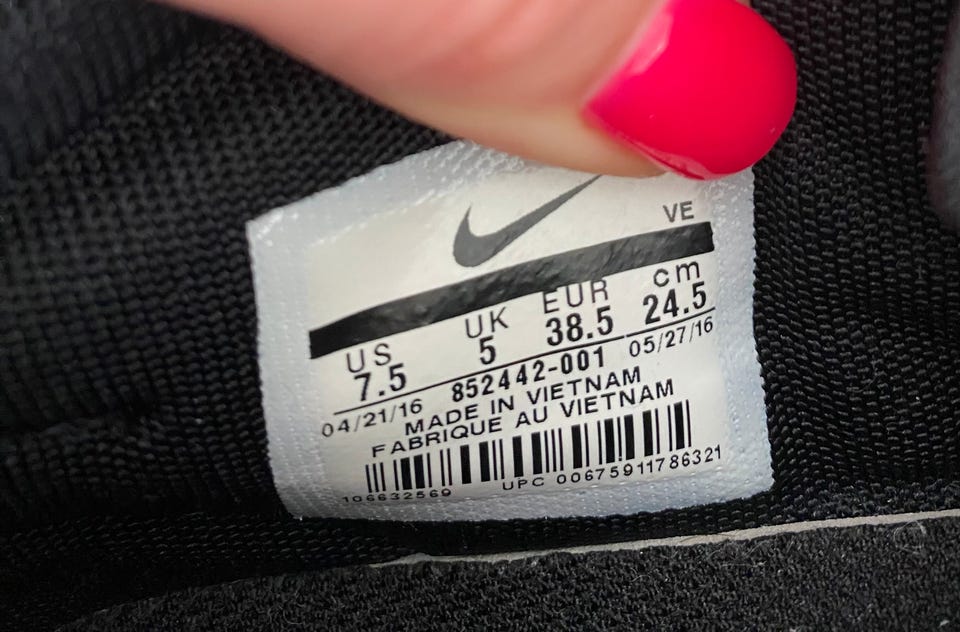 VE
US UK EUR cm
7.5 5 38.5 24.5
04/21/16 852442-001 05/27/16
MADE IN VIETNAM
FABRIQUE AU VIETNAM
106632569 UPC 00675911786321